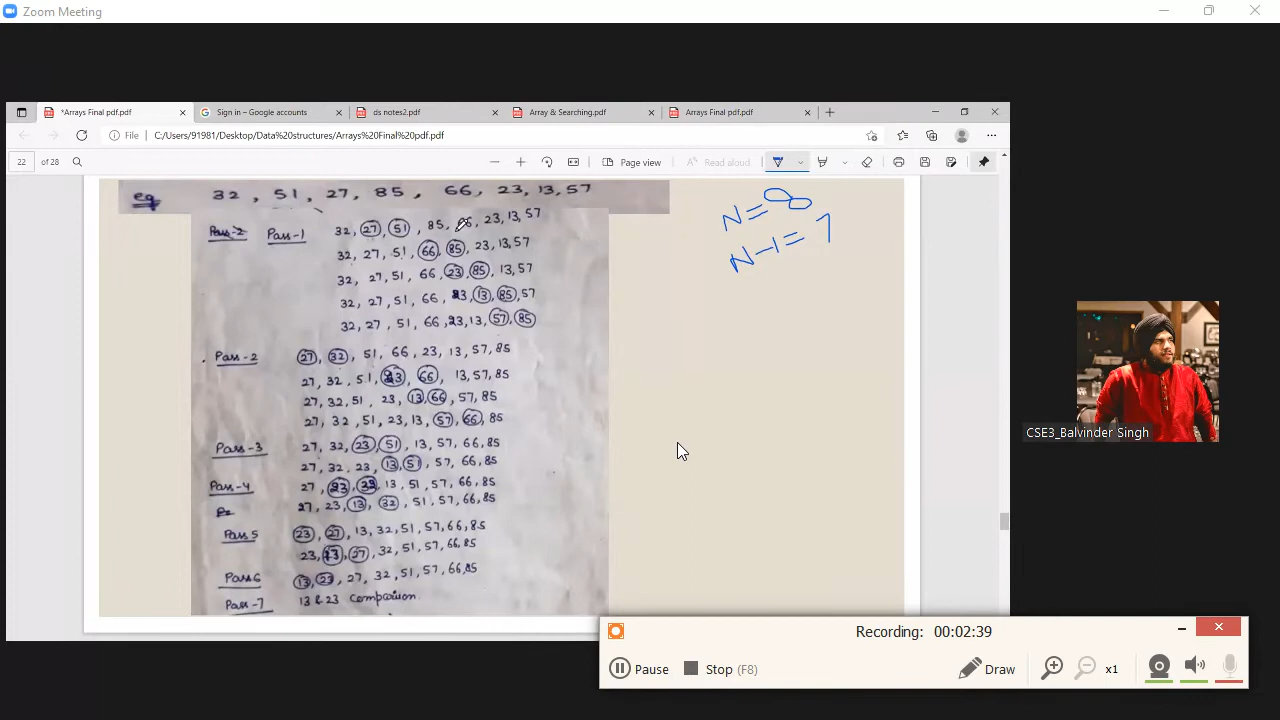 Zoom Meeting
*Arrays Final pdf.pdf
Sign in – Google accounts
ds notes2.pdf
Array & Searching.pdf
Arrays Final pdf.pdf
File C:/Users/91981/Desktop/Data%20structures/Arrays%20Final%20pdf.pdf
22 of 28 Page view Read aloud
eg 32, 51, 27, 85, 66, 23, 13, 57
N = 8
N-1 = 7
Pass-2 Pass-1 32, 27, 51, 85, 66, 23, 13, 57
32, 27, 51, 66, 85, 23, 13, 57
32, 27, 51, 66, 23, 85, 13, 57
32, 27, 51, 66, 23, 13, 85, 57
32, 27, 51, 66, 23, 13, 57, 85
Pass-2 27, 32, 51, 66, 23, 13, 57, 85
27, 32, 51, 23, 66, 13, 57, 85
27, 32, 51, 23, 13, 66, 57, 85
27, 32, 51, 23, 13, 57, 66, 85
Pass-3 27, 32, 23, 51, 13, 57, 66, 85
27, 32, 23, 13, 51, 57, 66, 85
Pass-4 27, 23, 32, 13, 51, 57, 66, 85
27, 23, 13, 32, 51, 57, 66, 85
Pass 5 23, 27, 13, 32, 51, 57, 66, 85
23, 13, 27, 32, 51, 57, 66, 85
Pass 6 13, 23, 27, 32, 51, 57, 66, 85
Pass-7 13 & 23 Comparison.
CSE3_Balvinder Singh
Recording: 00:02:39
Pause Stop (F8) Draw x1